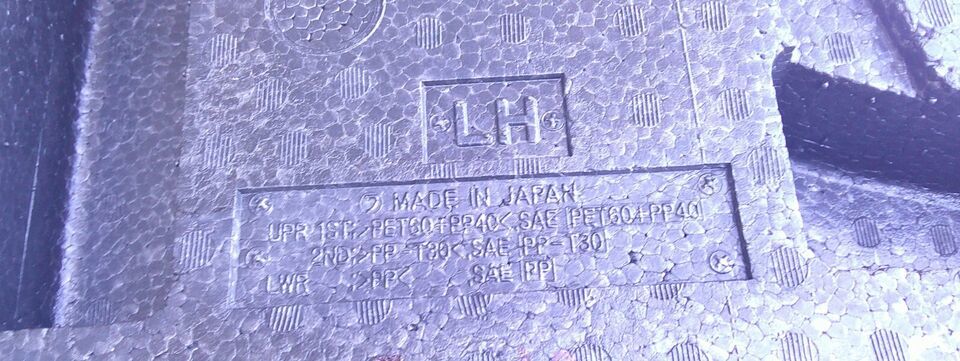 LH
MADE IN JAPAN
UPR 1ST:>PET60+PP40< SAE [PET60+PP40]
2ND:>PP-T30< SAE [PP-T30]
LWR >PP< SAE [PP]